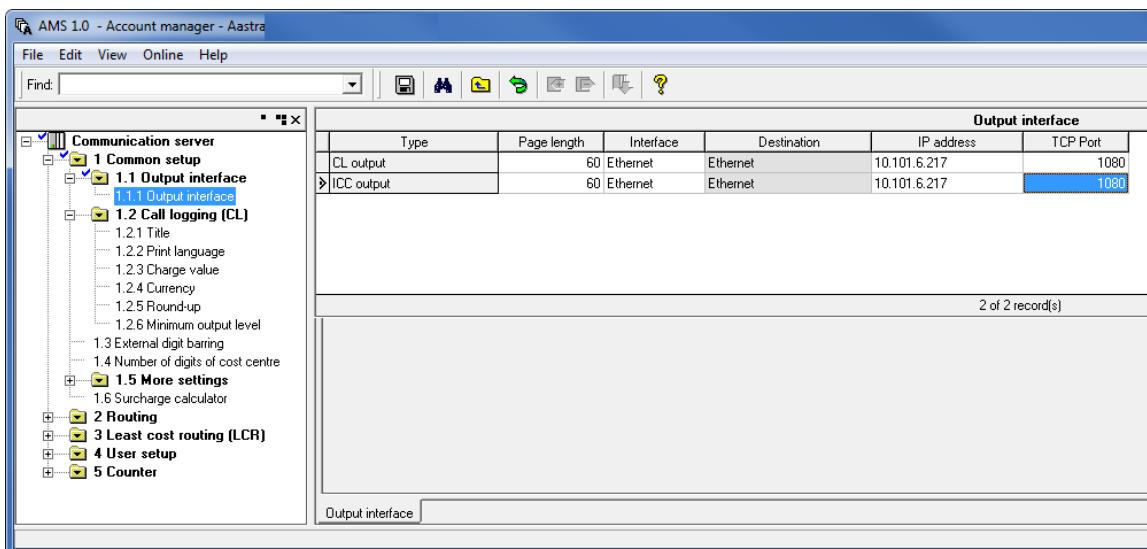 AMS 1.0 - Account manager - Aastra
File Edit View Online Help
Find:
Communication server
1 Common setup
1.1 Output interface
1.1.1 Output interface
1.2 Call logging (CL)
1.2.1 Title
1.2.2 Print language
1.2.3 Charge value
1.2.4 Currency
1.2.5 Round-up
1.2.6 Minimum output level
1.3 External digit barring
1.4 Number of digits of cost centre
1.5 More settings
1.6 Surcharge calculator
2 Routing
3 Least cost routing (LCR)
4 User setup
5 Counter
Output interface
Type Page length Interface Destination IP address TCP Port
CL output 60 Ethernet Ethernet 10.101.6.217 1080
ICC output 60 Ethernet Ethernet 10.101.6.217 1080
2 of 2 record(s)
Output interface